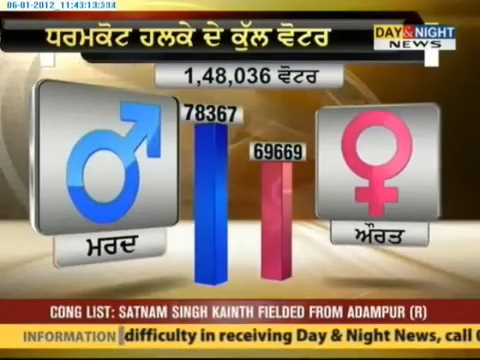 06-01-2012_11:43:13:384
ਧਰਮਕੋਟ ਹਲਕੇ ਦੇ ਕੁੱਲ ਵੋਟਰ
DAY&NIGHT
NEWS
1,48,036 ਵੋਟਰ
78367
69669
ਮਰਦ
ਔਰਤ
CONG LIST: SATNAM SINGH KAINTH FIELDED FROM ADAMPUR (R)
INFORMATION difficulty in receiving Day & Night News, call